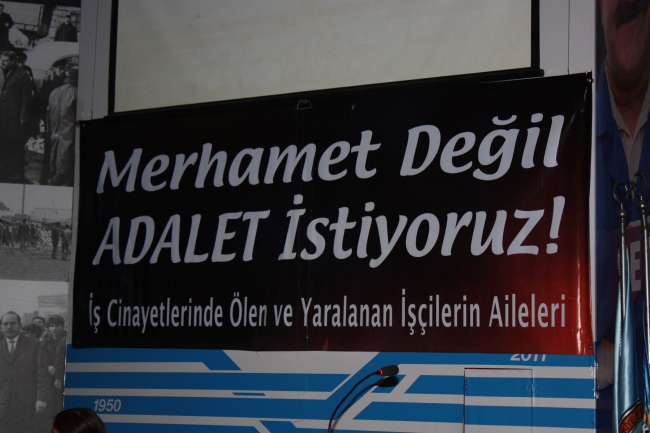 Merhamet Değil
ADALET İstiyoruz!
İş Cinayetlerinde Ölen ve Yaralanan İşçilerin Aileleri
2011
1950